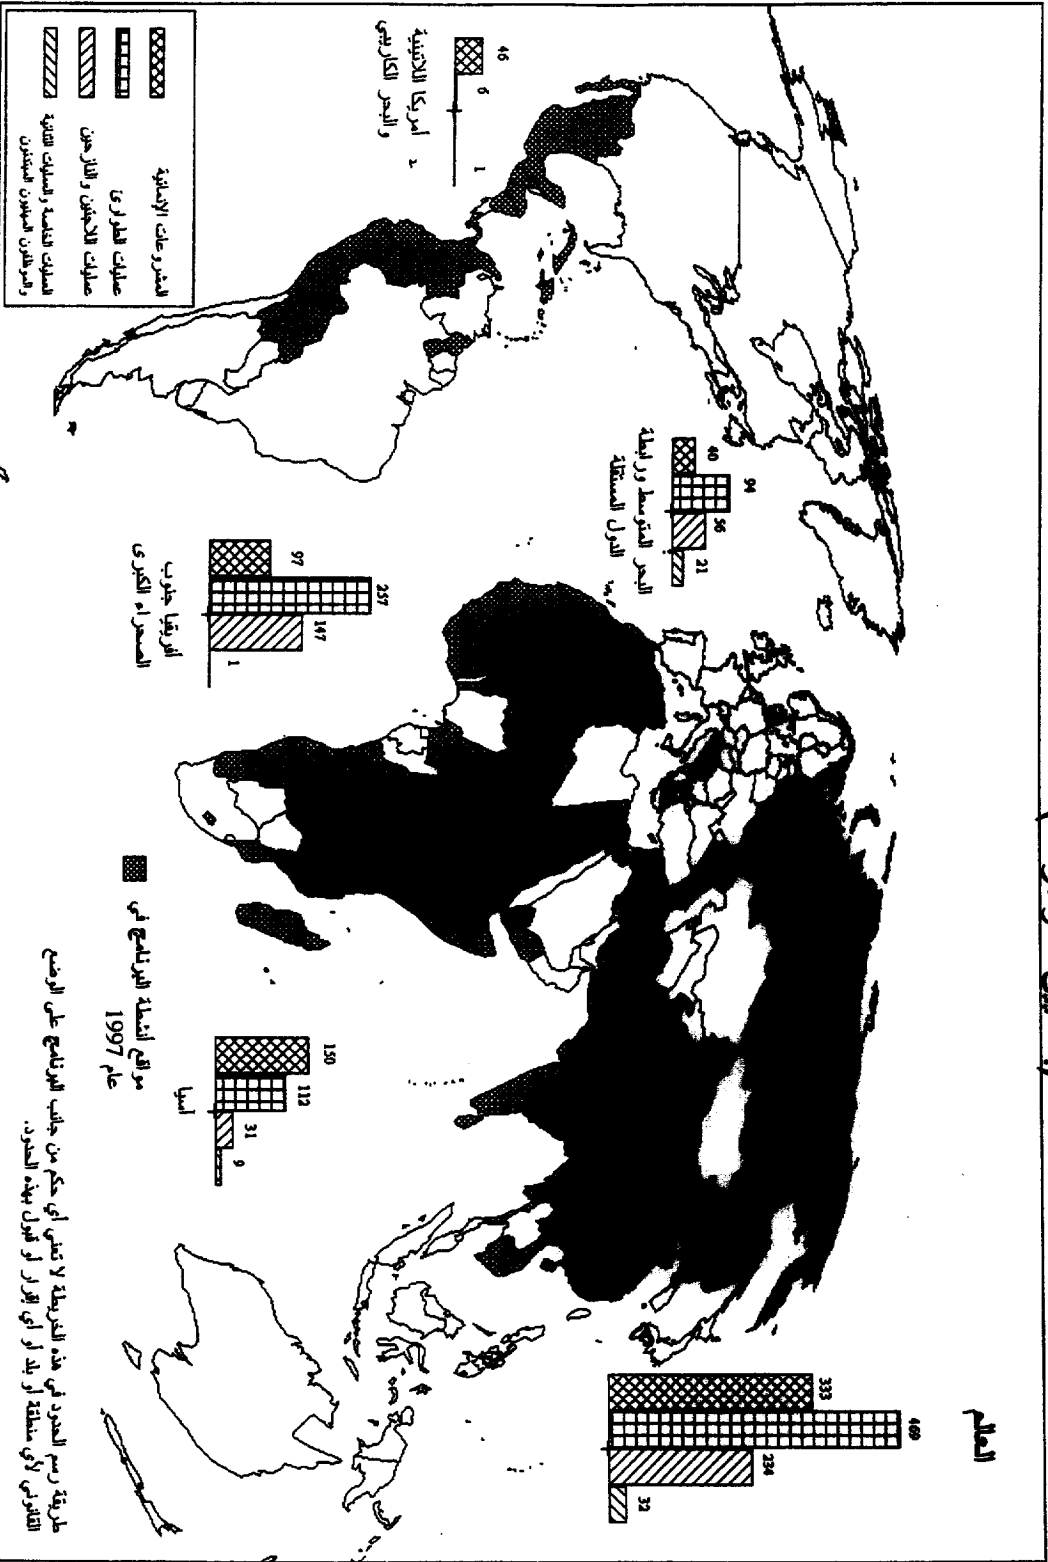 العالم
333
469
234
32
البحر المتوسط ورابطة
الدول المستقلة
40
94
56
21
أمريكا اللاتينية
والبحر الكاريبي
46
6
1
أفريقيا جنوب
الصحراء الكبرى
97
257
147
1
آسيا
150
112
31
9
مواقع أنشطة البرنامج في
عام 1997
المشروعات الإنمائية
عمليات الطوارئ
عمليات اللاجئين والنازحين
العمليات الخاصة والعمليات الثنائية
والموظفون المهنيون المبتدئون
طريقة رسم الحدود في هذه الخريطة لا تعني أي حكم من جانب البرنامج على الوضع
القانوني لأي منطقة أو بلد أو أي إقرار أو قبول بهذه الحدود.